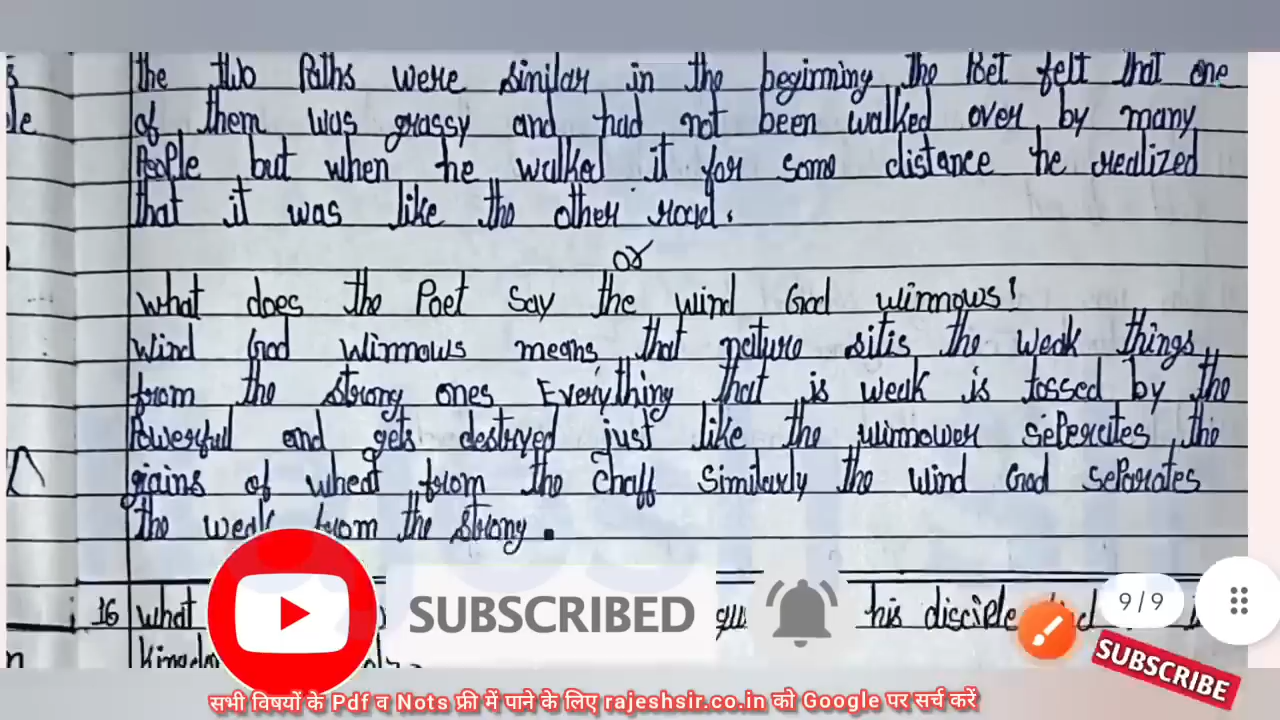 the two Paths were similar in the beginning the Poet felt that one
of them was grassy and had not been walked over by many
People but when he walked it for some distance he realized
that it was like the other road.
or
What does the Poet say the wind God winnows?
Wind God Winnows means that nature sifts the weak things
from the strong ones Everything that is weak is tossed by the
Powerful and gets destryed just like the winnower seperates the
grains of wheat from the chaff Similarly the wind God seperates
the weak from the strong.
16 what his disciple
SUBSCRIBED
9/9
SUBSCRIBE
सभी विषयों के Pdf व Nots फ्री में पाने के लिए rajeshsir.co.in को Google पर सर्च करें